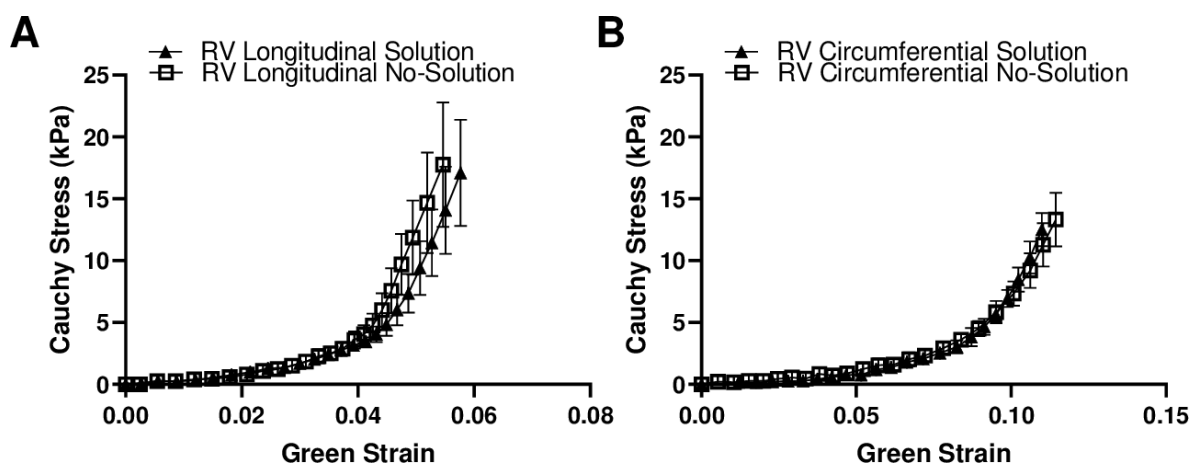 A
RV Longitudinal Solution
RV Longitudinal No-Solution
Cauchy Stress (kPa)
25
20
15
10
5
0
0.00 0.02 0.04 0.06 0.08
Green Strain
B
RV Circumferential Solution
RV Circumferential No-Solution
Cauchy Stress (kPa)
25
20
15
10
5
0
0.00 0.05 0.10 0.15
Green Strain